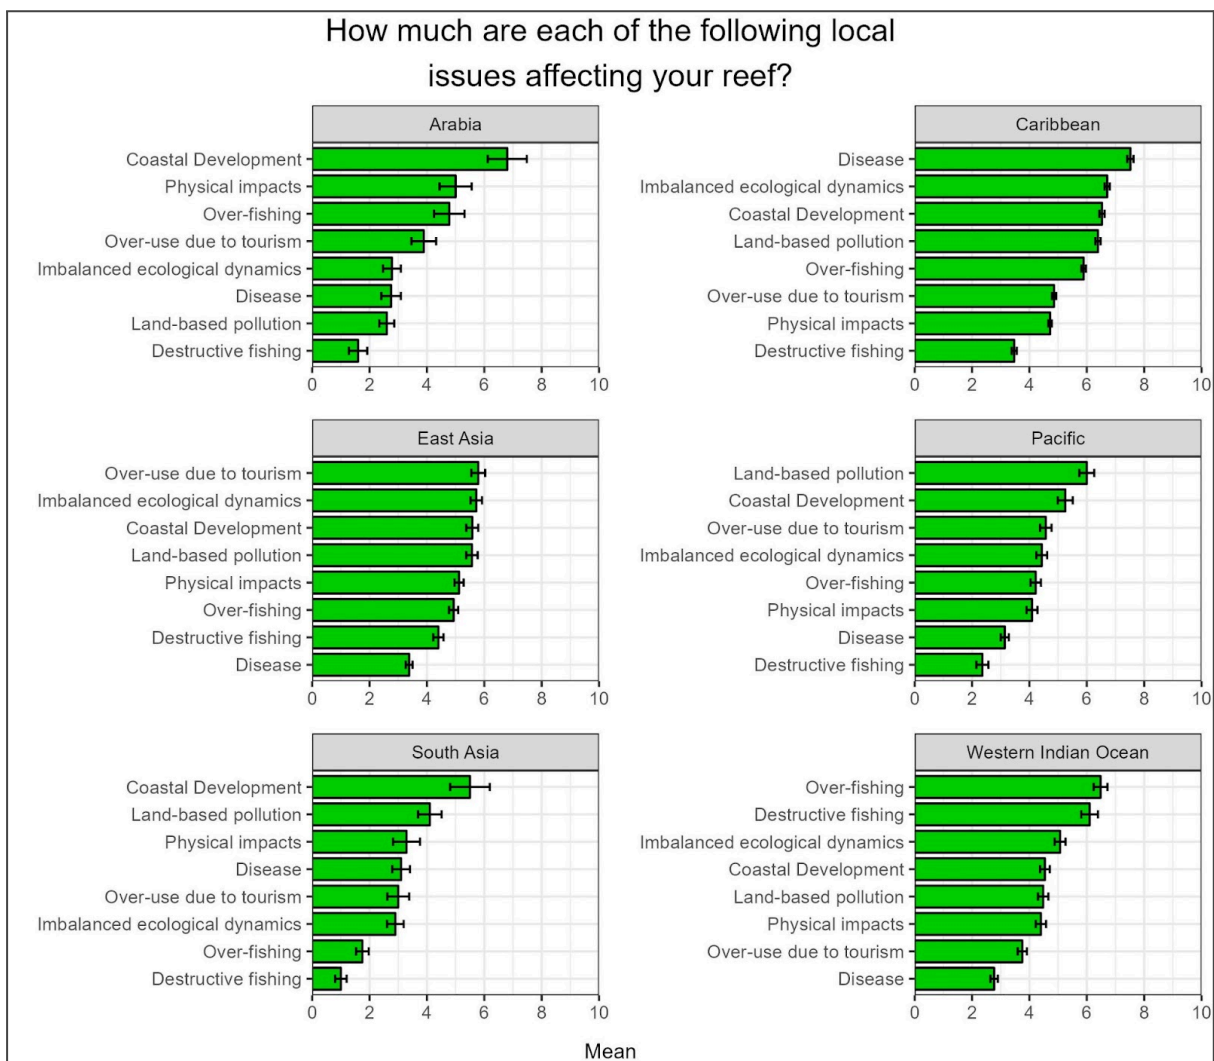 How much are each of the following local
issues affecting your reef?
Arabia
Coastal Development
Physical impacts
Over-fishing
Over-use due to tourism
Imbalanced ecological dynamics
Disease
Land-based pollution
Destructive fishing
0 2 4 6 8 10
Caribbean
Disease
Imbalanced ecological dynamics
Coastal Development
Land-based pollution
Over-fishing
Over-use due to tourism
Physical impacts
Destructive fishing
0 2 4 6 8 10
East Asia
Over-use due to tourism
Imbalanced ecological dynamics
Coastal Development
Land-based pollution
Physical impacts
Over-fishing
Destructive fishing
Disease
0 2 4 6 8 10
Pacific
Land-based pollution
Coastal Development
Over-use due to tourism
Imbalanced ecological dynamics
Over-fishing
Physical impacts
Disease
Destructive fishing
0 2 4 6 8 10
South Asia
Coastal Development
Land-based pollution
Physical impacts
Disease
Over-use due to tourism
Imbalanced ecological dynamics
Over-fishing
Destructive fishing
0 2 4 6 8 10
Western Indian Ocean
Over-fishing
Destructive fishing
Imbalanced ecological dynamics
Coastal Development
Land-based pollution
Physical impacts
Over-use due to tourism
Disease
0 2 4 6 8 10
Mean